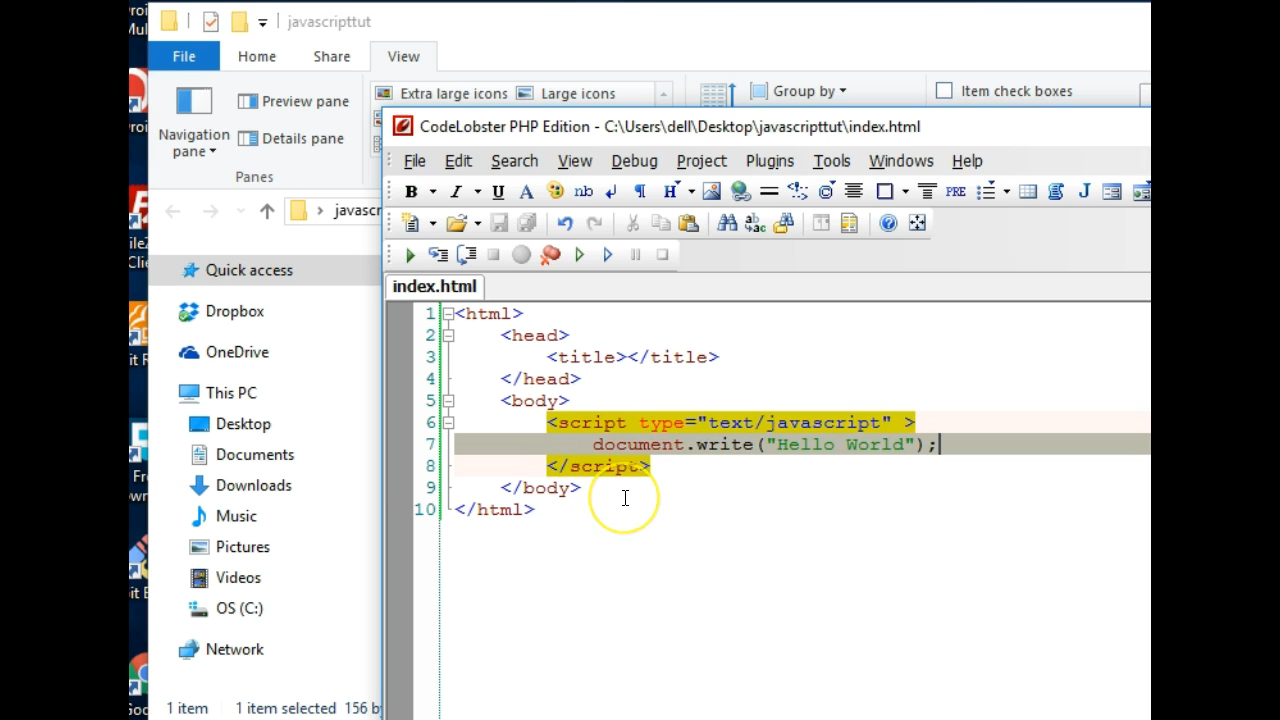 javascripttut
File Home Share View
Preview pane
Details pane
Navigation pane
Panes
Extra large icons Large icons
Group by
Item check boxes
CodeLobster PHP Edition - C:\Users\dell\Desktop\javascripttut\index.html
File Edit Search View Debug Project Plugins Tools Windows Help
B I U A nb ¶ H PRE J
index.html
1 <html>
2 <head>
3 <title></title>
4 </head>
5 <body>
6 <script type="text/javascript" >
7 document.write("Hello World");
8 </script>
9 </body>
10 </html>
javascr
Quick access
Dropbox
OneDrive
This PC
Desktop
Documents
Downloads
Music
Pictures
Videos
OS (C:)
Network
1 item 1 item selected 156 b